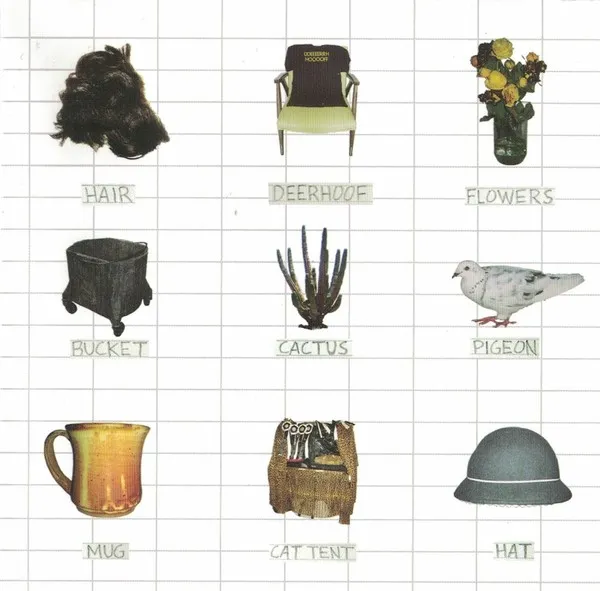 HAIR
DEERHOOF
FLOWERS
BUCKET
CACTUS
PIGEON
MUG
CAT TENT
HAT